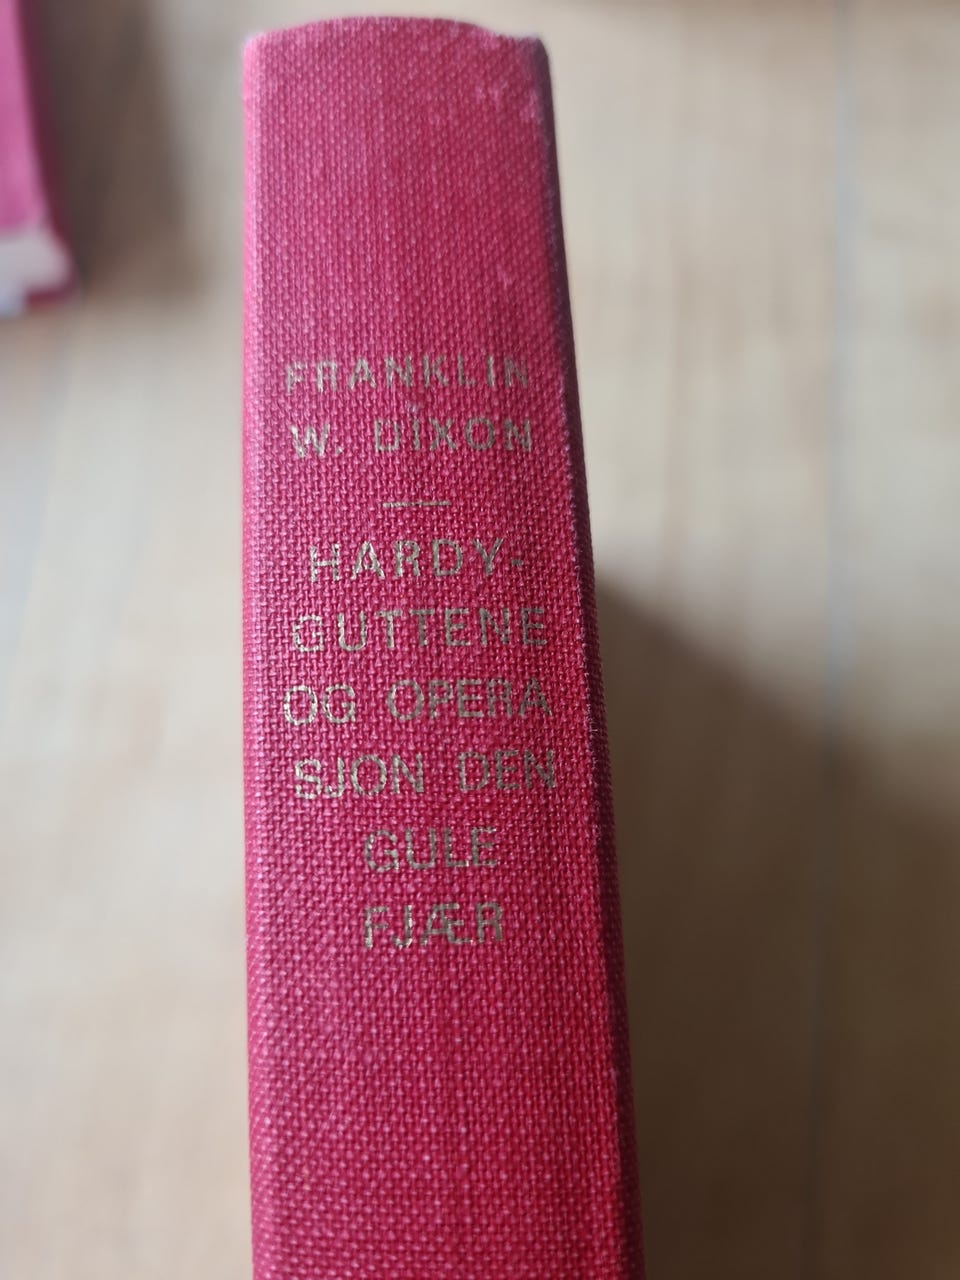 FRANKLIN
W. DIXON
HARDY-
GUTTENE
OG OPERA
SJON DEN
GULE
FJÆR